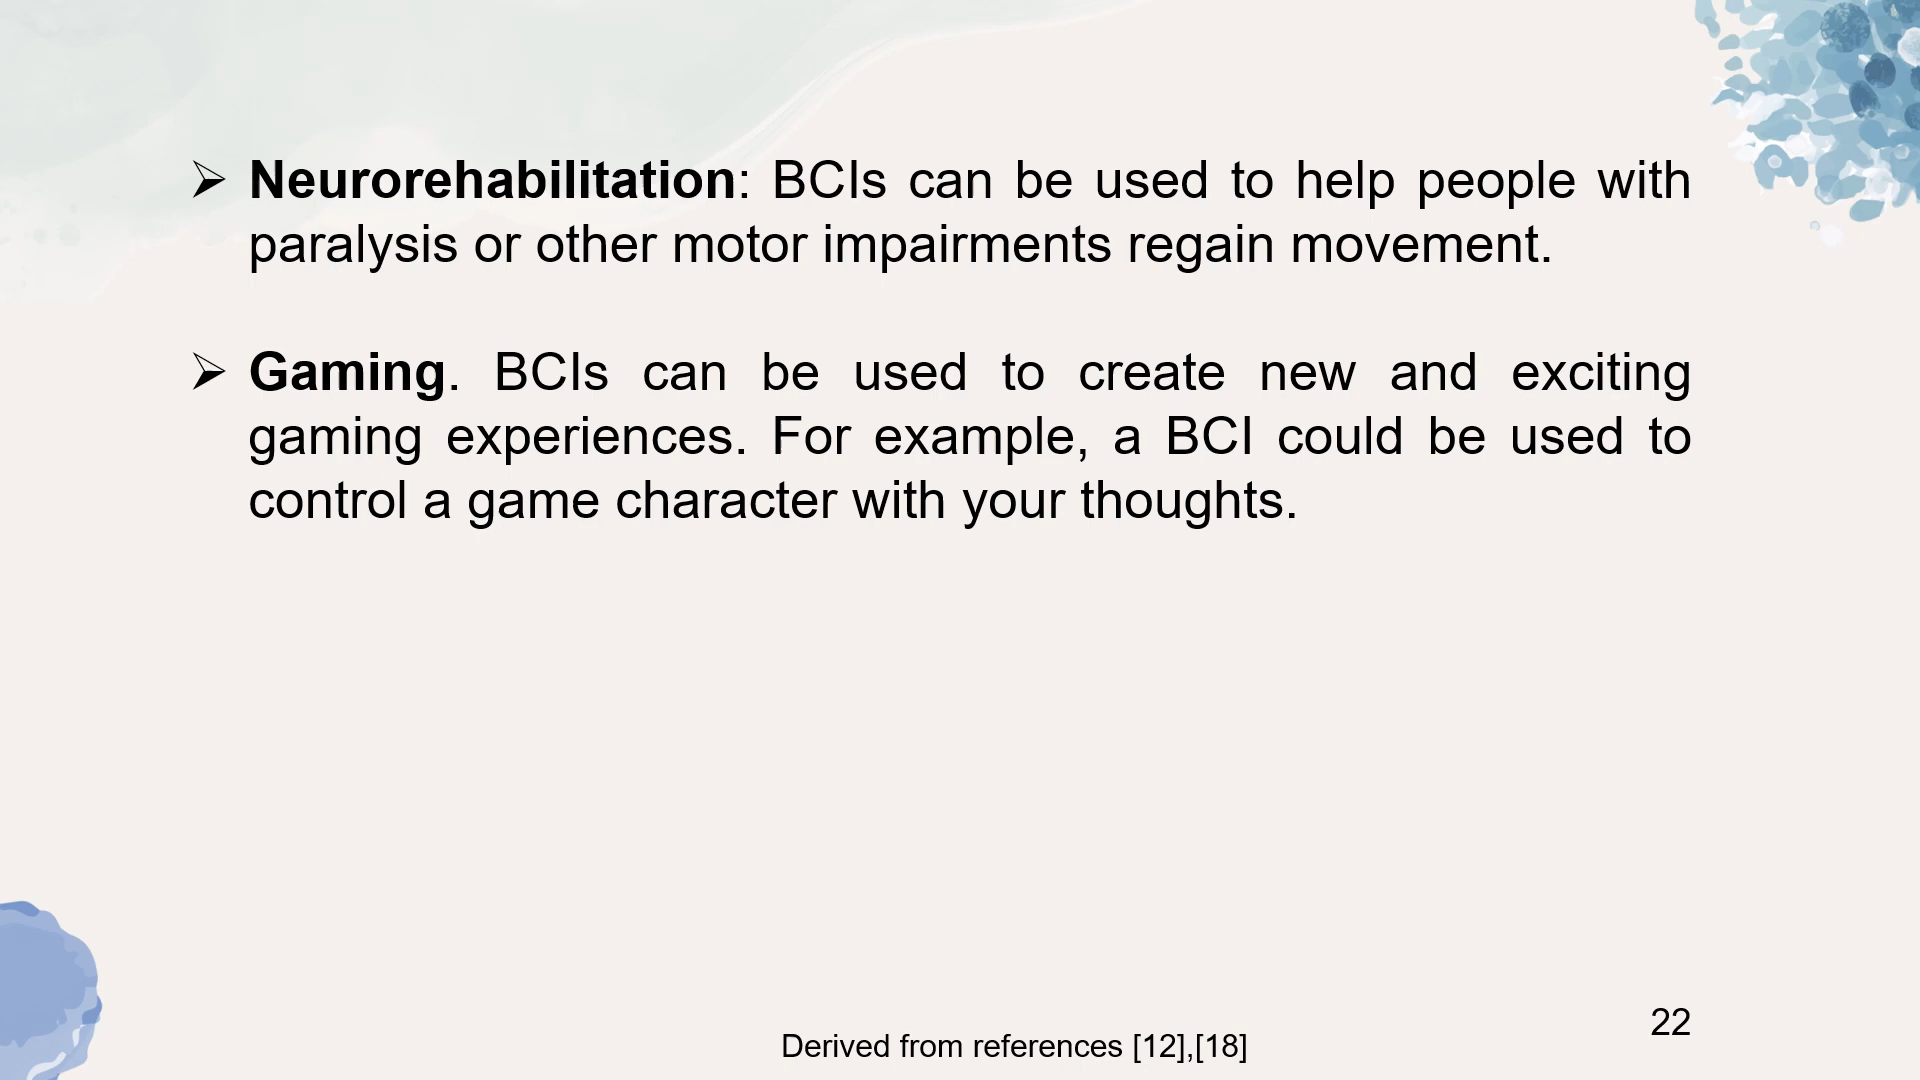 ➢ Neurorehabilitation: BCIs can be used to help people with
paralysis or other motor impairments regain movement.
➢ Gaming. BCIs can be used to create new and exciting
gaming experiences. For example, a BCI could be used to
control a game character with your thoughts.
22
Derived from references [12],[18]